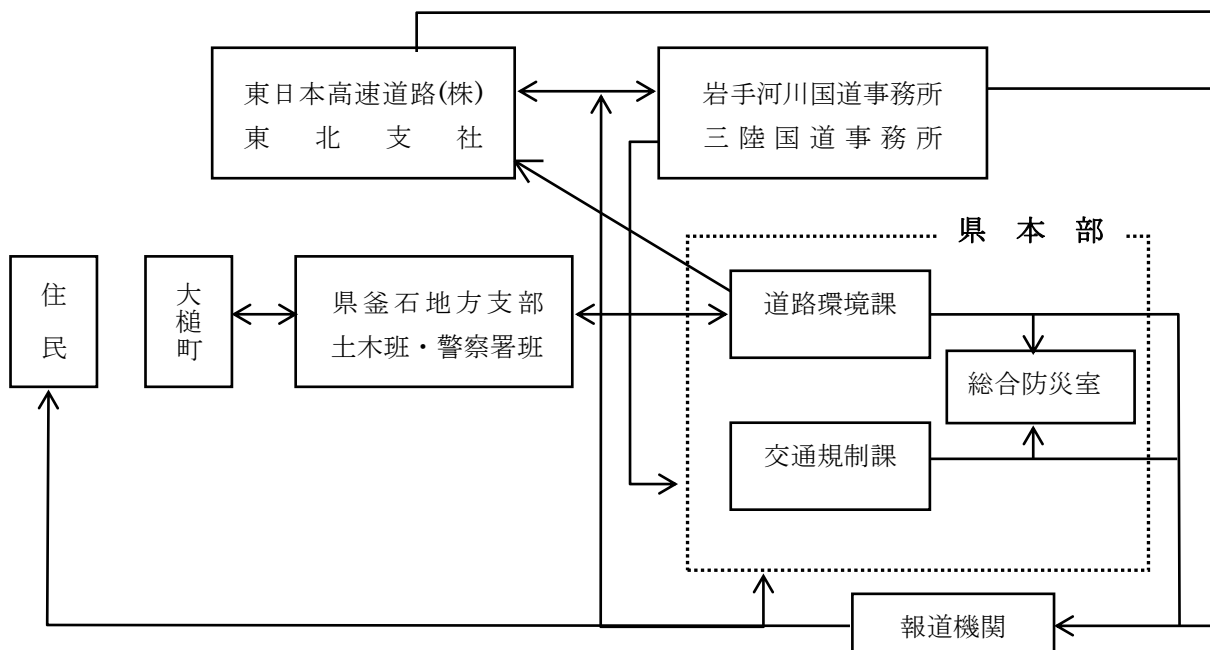 東日本高速道路(株)
東北支社
岩手河川国道事務所
三陸国道事務所
県本部
住民
大槌町
県釜石地方支部
土木班・警察署班
道路環境課
総合防災室
交通規制課
報道機関